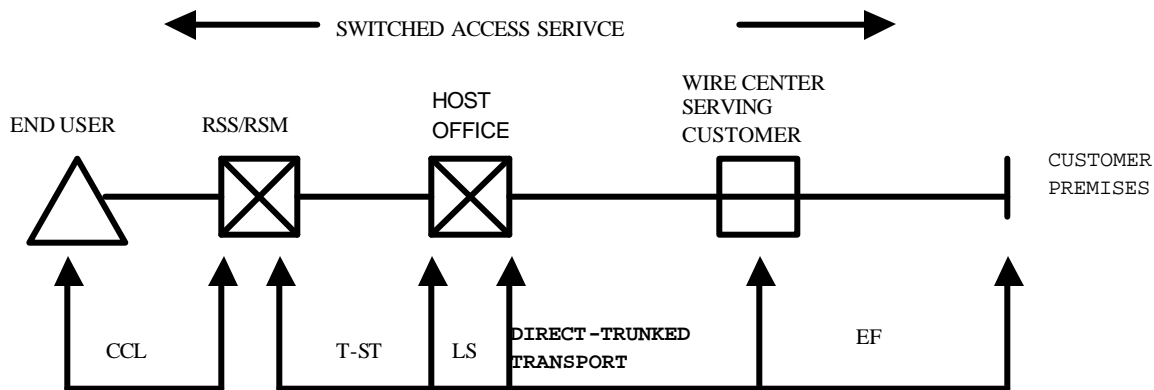 SWITCHED ACCESS SERIVCE
END USER
RSS/RSM
HOST
OFFICE
WIRE CENTER
SERVING
CUSTOMER
CUSTOMER
PREMISES
CCL
T-ST
LS
DIRECT-TRUNKED
TRANSPORT
EF